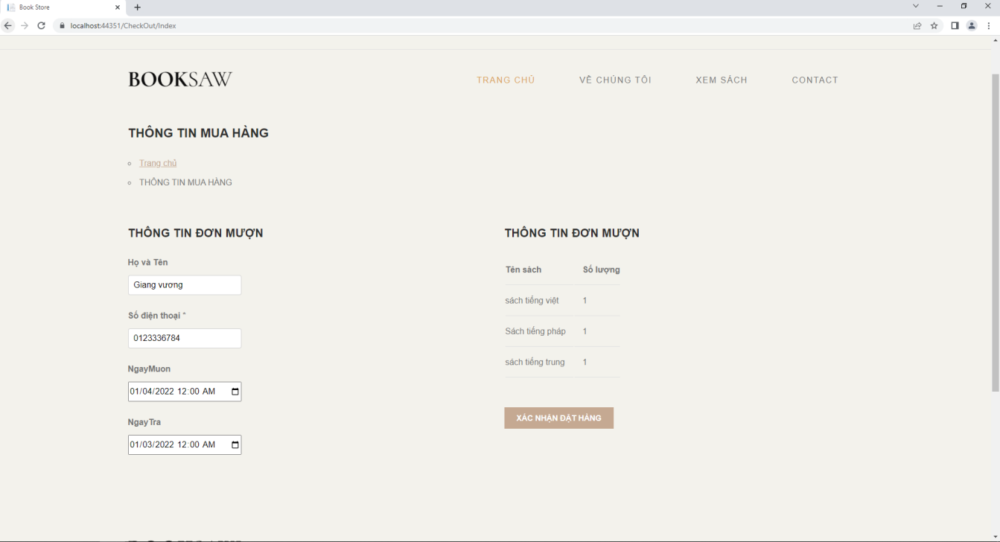 Book Store
localhost:44351/CheckOut/Index
BOOKSAW
TRANG CHỦ
VỀ CHÚNG TÔI
XEM SÁCH
CONTACT
THÔNG TIN MUA HÀNG
Trang chủ
THÔNG TIN MUA HÀNG
THÔNG TIN ĐƠN MƯỢN
Họ và Tên
Giang vương
Số điện thoại *
0123336784
NgayMuon
01/04/2022 12:00 AM
NgayTra
01/03/2022 12:00 AM
THÔNG TIN ĐƠN MƯỢN
Tên sách Số lượng
sách tiếng việt 1
Sách tiếng pháp 1
sách tiếng trung 1
XÁC NHẬN ĐẶT HÀNG